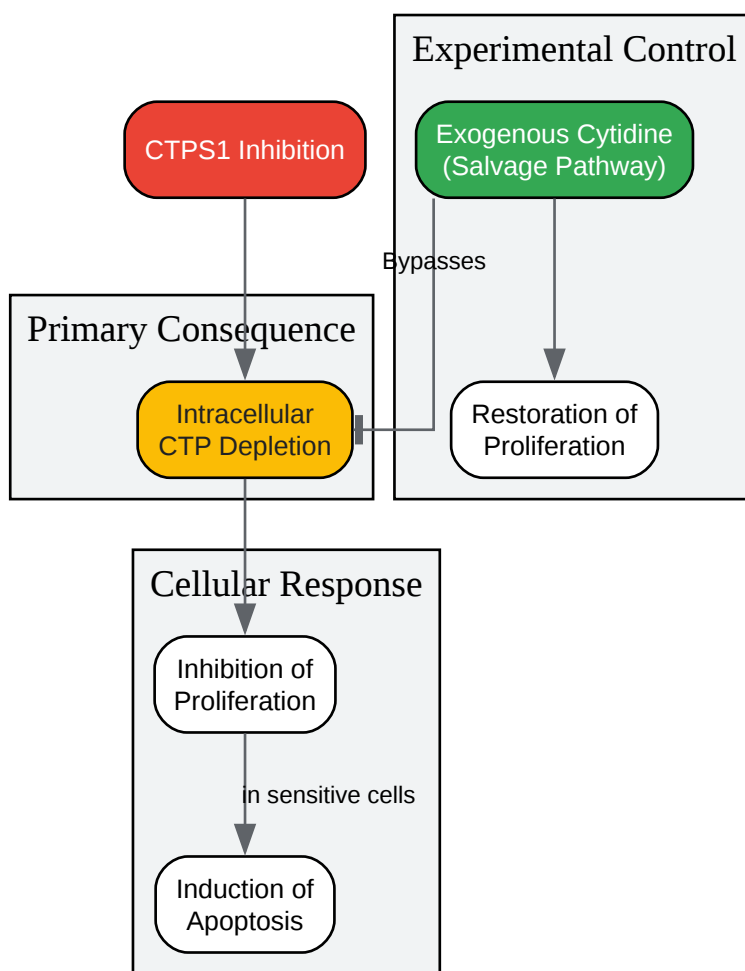 Experimental Control
CTPS1 Inhibition
Exogenous Cytidine
(Salvage Pathway)
Bypasses
Primary Consequence
Intracellular
CTP Depletion
Restoration of
Proliferation
Cellular Response
Inhibition of
Proliferation
in sensitive cells
Induction of
Apoptosis